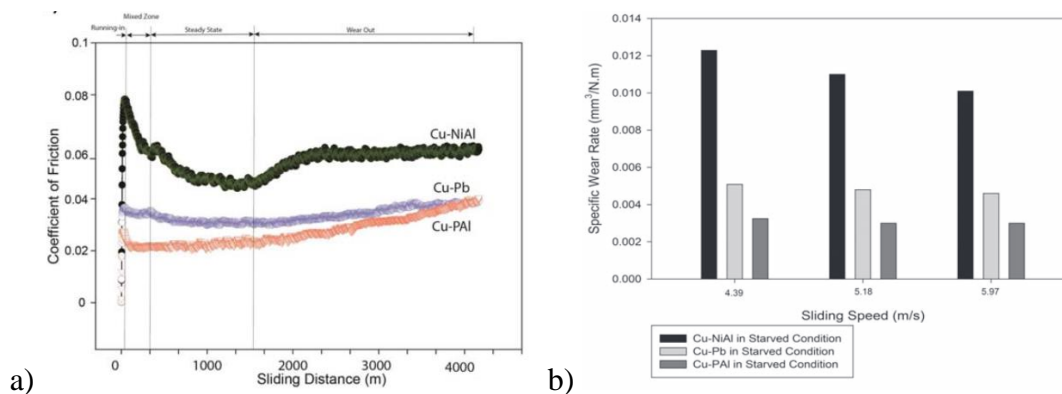 Mixed Zone
Running-in
Steady State
Wear Out
0.1
0.08
0.06
0.04
0.02
0
Coefficient of Friction
Cu-NiAl
Cu-Pb
Cu-PAl
0 1000 2000 3000 4000
Sliding Distance (m)
a)
0.014
0.012
0.010
0.008
0.006
0.004
0.002
0.000
Specific Wear Rate (mm³/N.m)
4.39 5.18 5.97
Sliding Speed (m/s)
Cu-NiAl in Starved Condition
Cu-Pb in Starved Condition
Cu-PAl in Starved Condition
b)